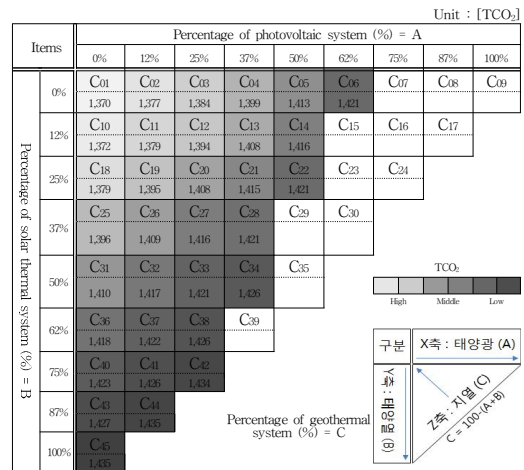 Unit : [TCO₂]
Items
Percentage of photovoltaic system (%) = A
0% 12% 25% 37% 50% 62% 75% 87% 100%
Percentage of solar thermal system (%) = B
0% C01 C02 C03 C04 C05 C06 C07 C08 C09
1,370 1,377 1,384 1,399 1,413 1,421
12% C10 C11 C12 C13 C14 C15 C16 C17
1,372 1,379 1,394 1,408 1,416
25% C18 C19 C20 C21 C22 C23 C24
1,379 1,395 1,408 1,415 1,421
37% C25 C26 C27 C28 C29 C30
1,396 1,409 1,416 1,421
50% C31 C32 C33 C34 C35
1,410 1,417 1,421 1,426
62% C36 C37 C38 C39
1,418 1,422 1,426
75% C40 C41 C42
1,423 1,426 1,434
87% C43 C44
1,427 1,435
100% C45
1,435
TCO₂
High Middle Low
구분 X축 : 태양광 (A)
Y축 : 태양열 (B)
Z축 : 지열 (C)
C = 100-(A+B)
Percentage of geothermal
system (%) = C